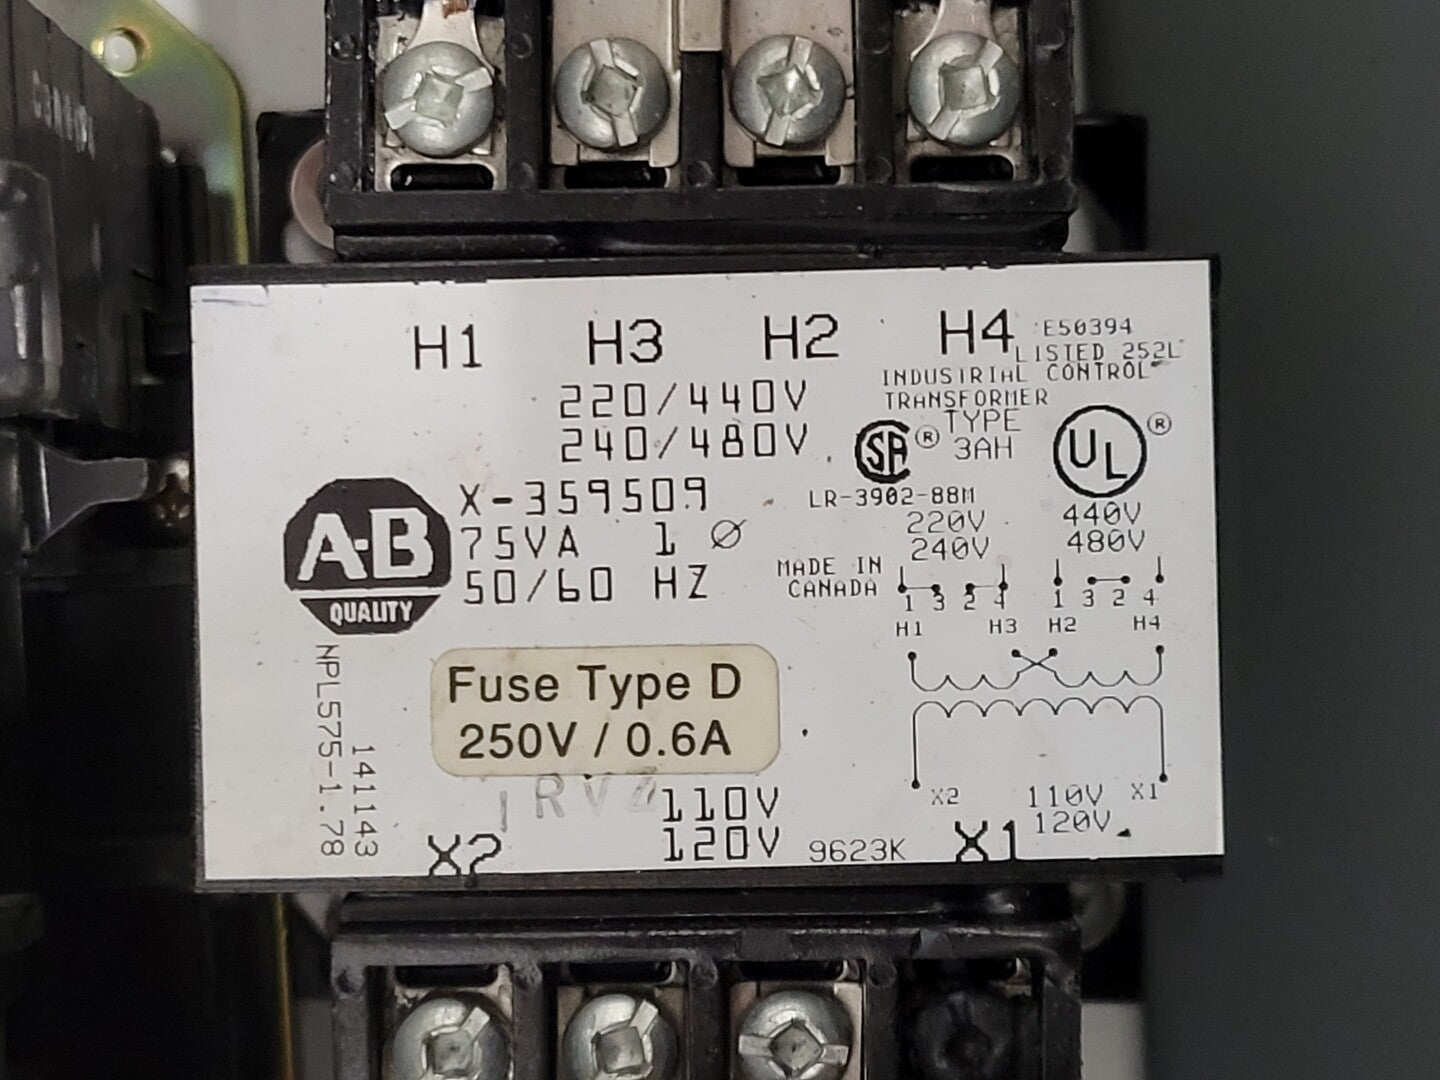 H1 H3 H2 H4
E50394
LISTED 252L
INDUSTRIAL CONTROL
TRANSFORMER
TYPE
3AH
220/440V
240/480V
SA ®
UL ®
LR-3902-88M
X-359509
75VA 1 Ø
50/60 HZ
A-B
QUALITY
MADE IN
CANADA
220V
240V
440V
480V
1 3 2 4
1 3 2 4
H1 H3 H2 H4
NPL575-1.78
141143
Fuse Type D
250V / 0.6A
110V
120V
X2 110V X1
120V
9623K
X2 X1